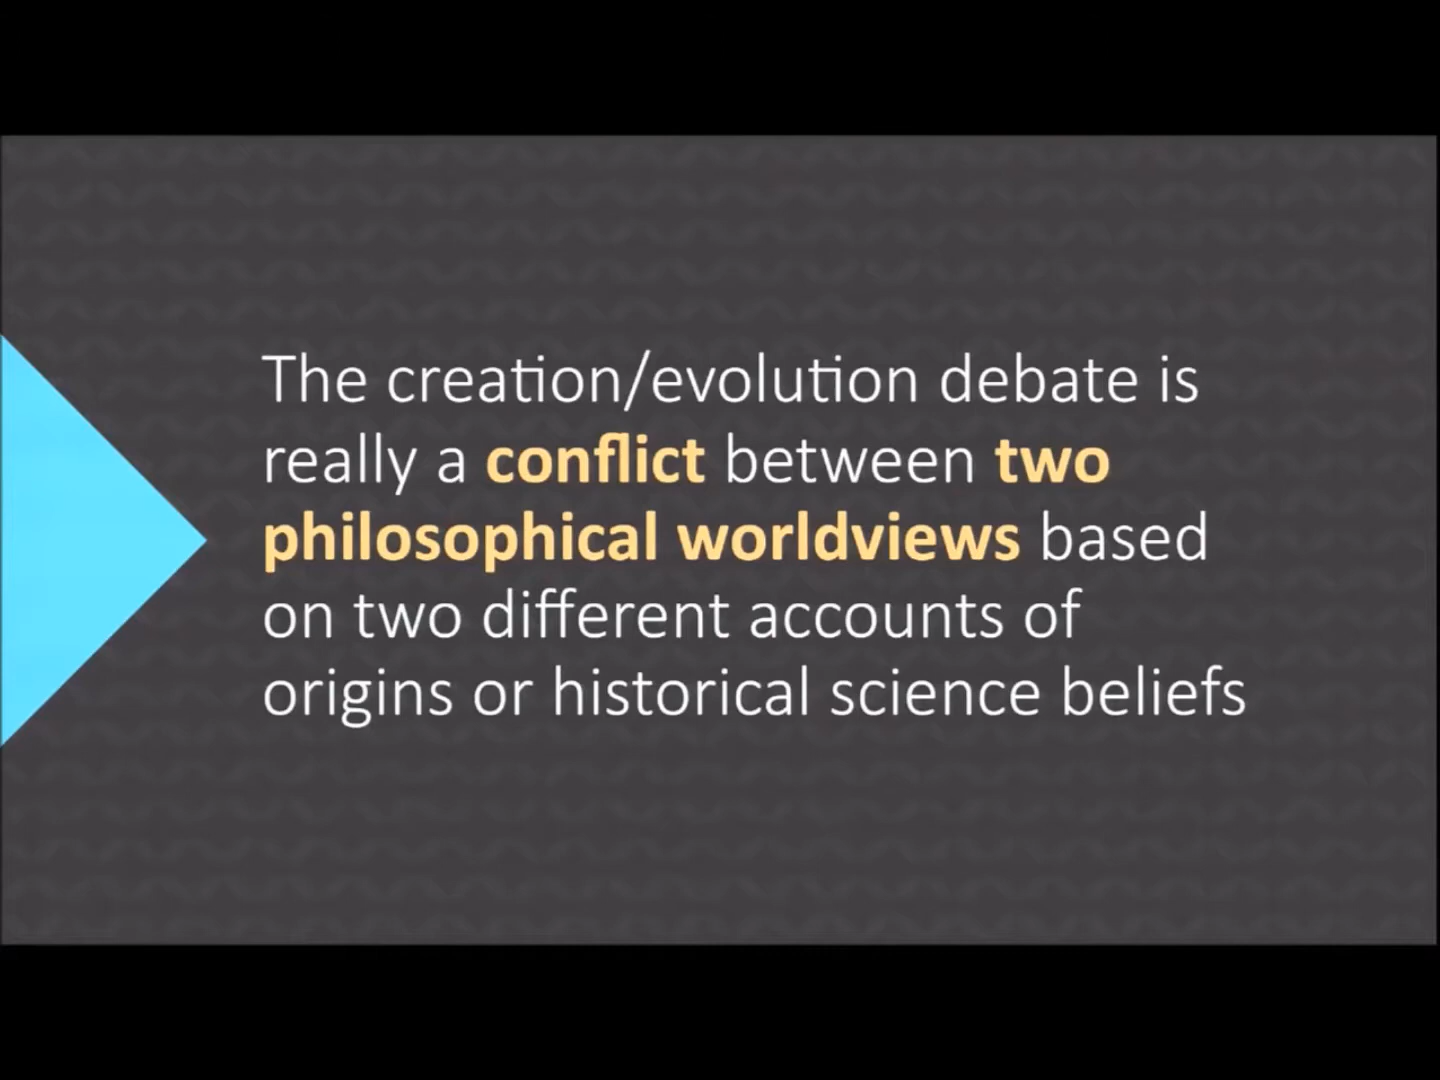 The creation/evolution debate is
really a conflict between two
philosophical worldviews based
on two different accounts of
origins or historical science beliefs